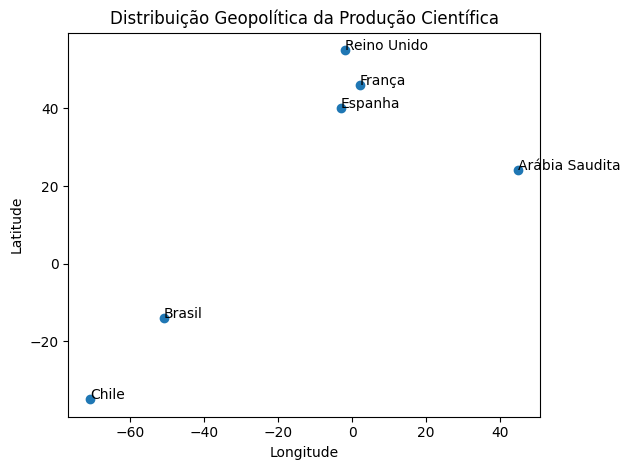 Distribuição Geopolítica da Produção Científica
Reino Unido
França
Espanha
Arábia Saudita
Brasil
Chile
40
20
0
−20
Latitude
−60
−40
−20
0
20
40
Longitude